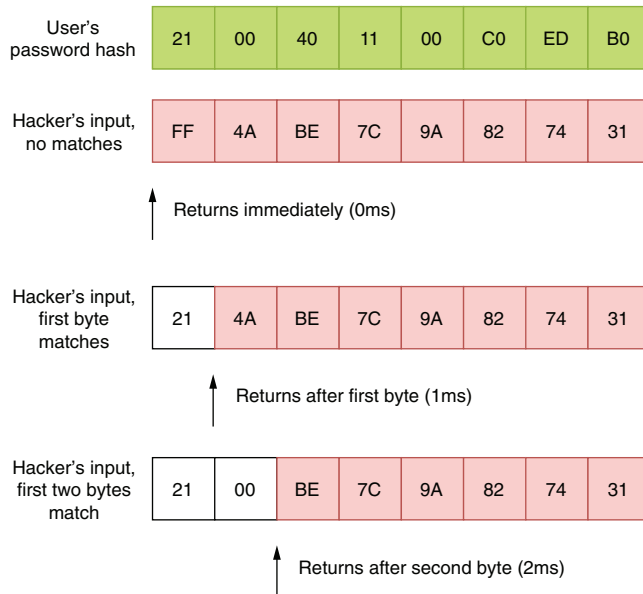 User's
password hash
21 00 40 11 00 C0 ED B0
Hacker's input,
no matches
FF 4A BE 7C 9A 82 74 31
Returns immediately (0ms)
Hacker's input,
first byte
matches
21 4A BE 7C 9A 82 74 31
Returns after first byte (1ms)
Hacker's input,
first two bytes
match
21 00 BE 7C 9A 82 74 31
Returns after second byte (2ms)